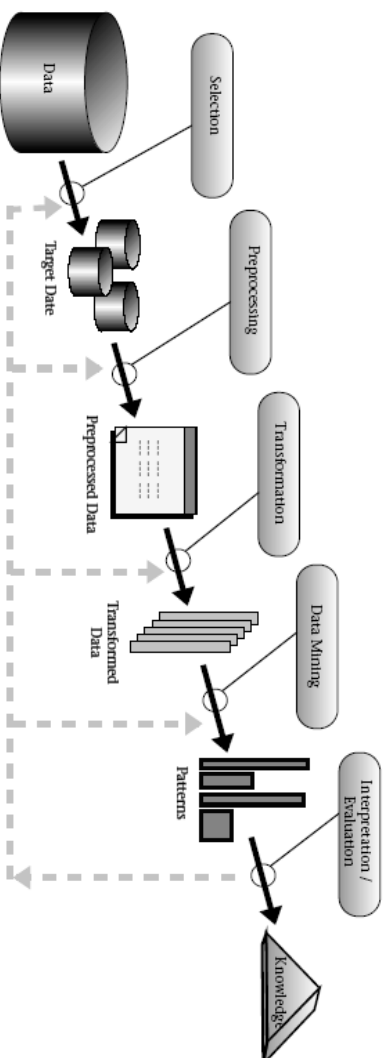 Selection
Preprocessing
Transformation
Data Mining
Interpretation /
Evaluation
Data
Target Date
Preprocessed Data
Transformed
Data
Patterns
Knowledge